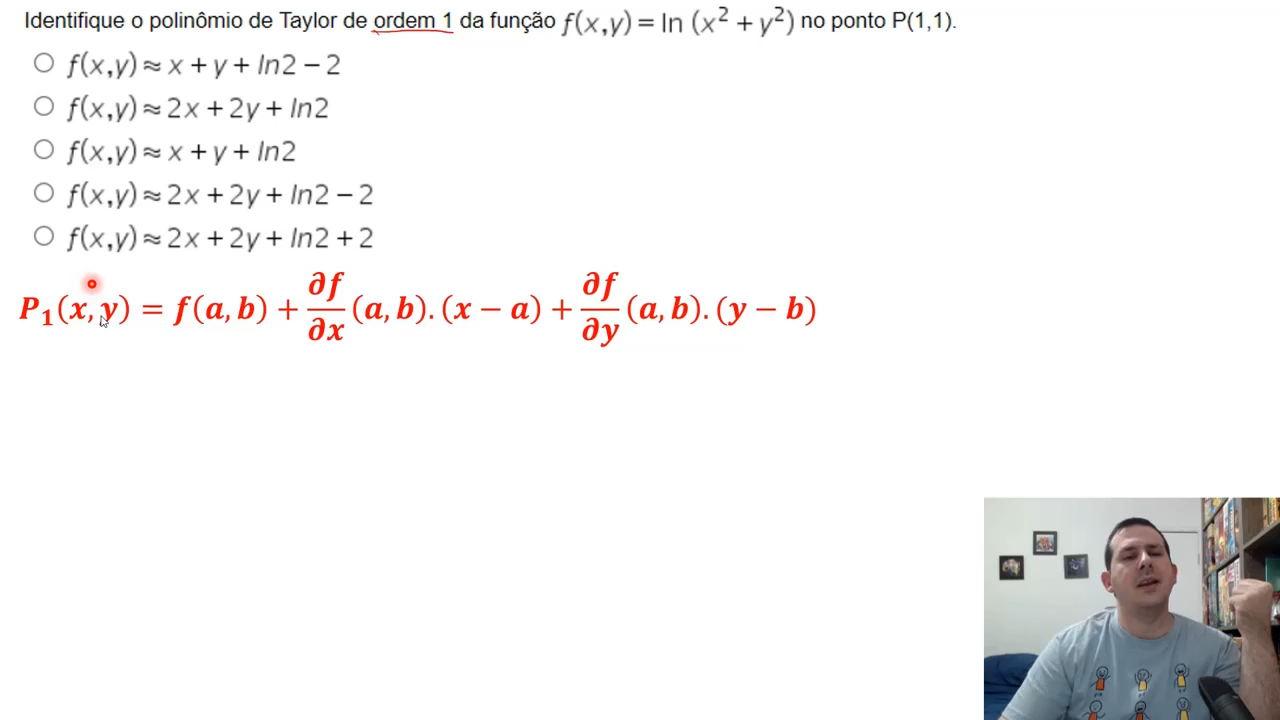 Identifique o polinômio de Taylor de ordem 1 da função f(x,y) = ln (x² + y²) no ponto P(1,1).
f(x,y) ≈ x + y + ln2 − 2
f(x,y) ≈ 2x + 2y + ln2
f(x,y) ≈ x + y + ln2
f(x,y) ≈ 2x + 2y + ln2 − 2
f(x,y) ≈ 2x + 2y + ln2 + 2
P₁(x, y) = f(a, b) + ∂f/∂x (a, b). (x − a) + ∂f/∂y (a, b). (y − b)